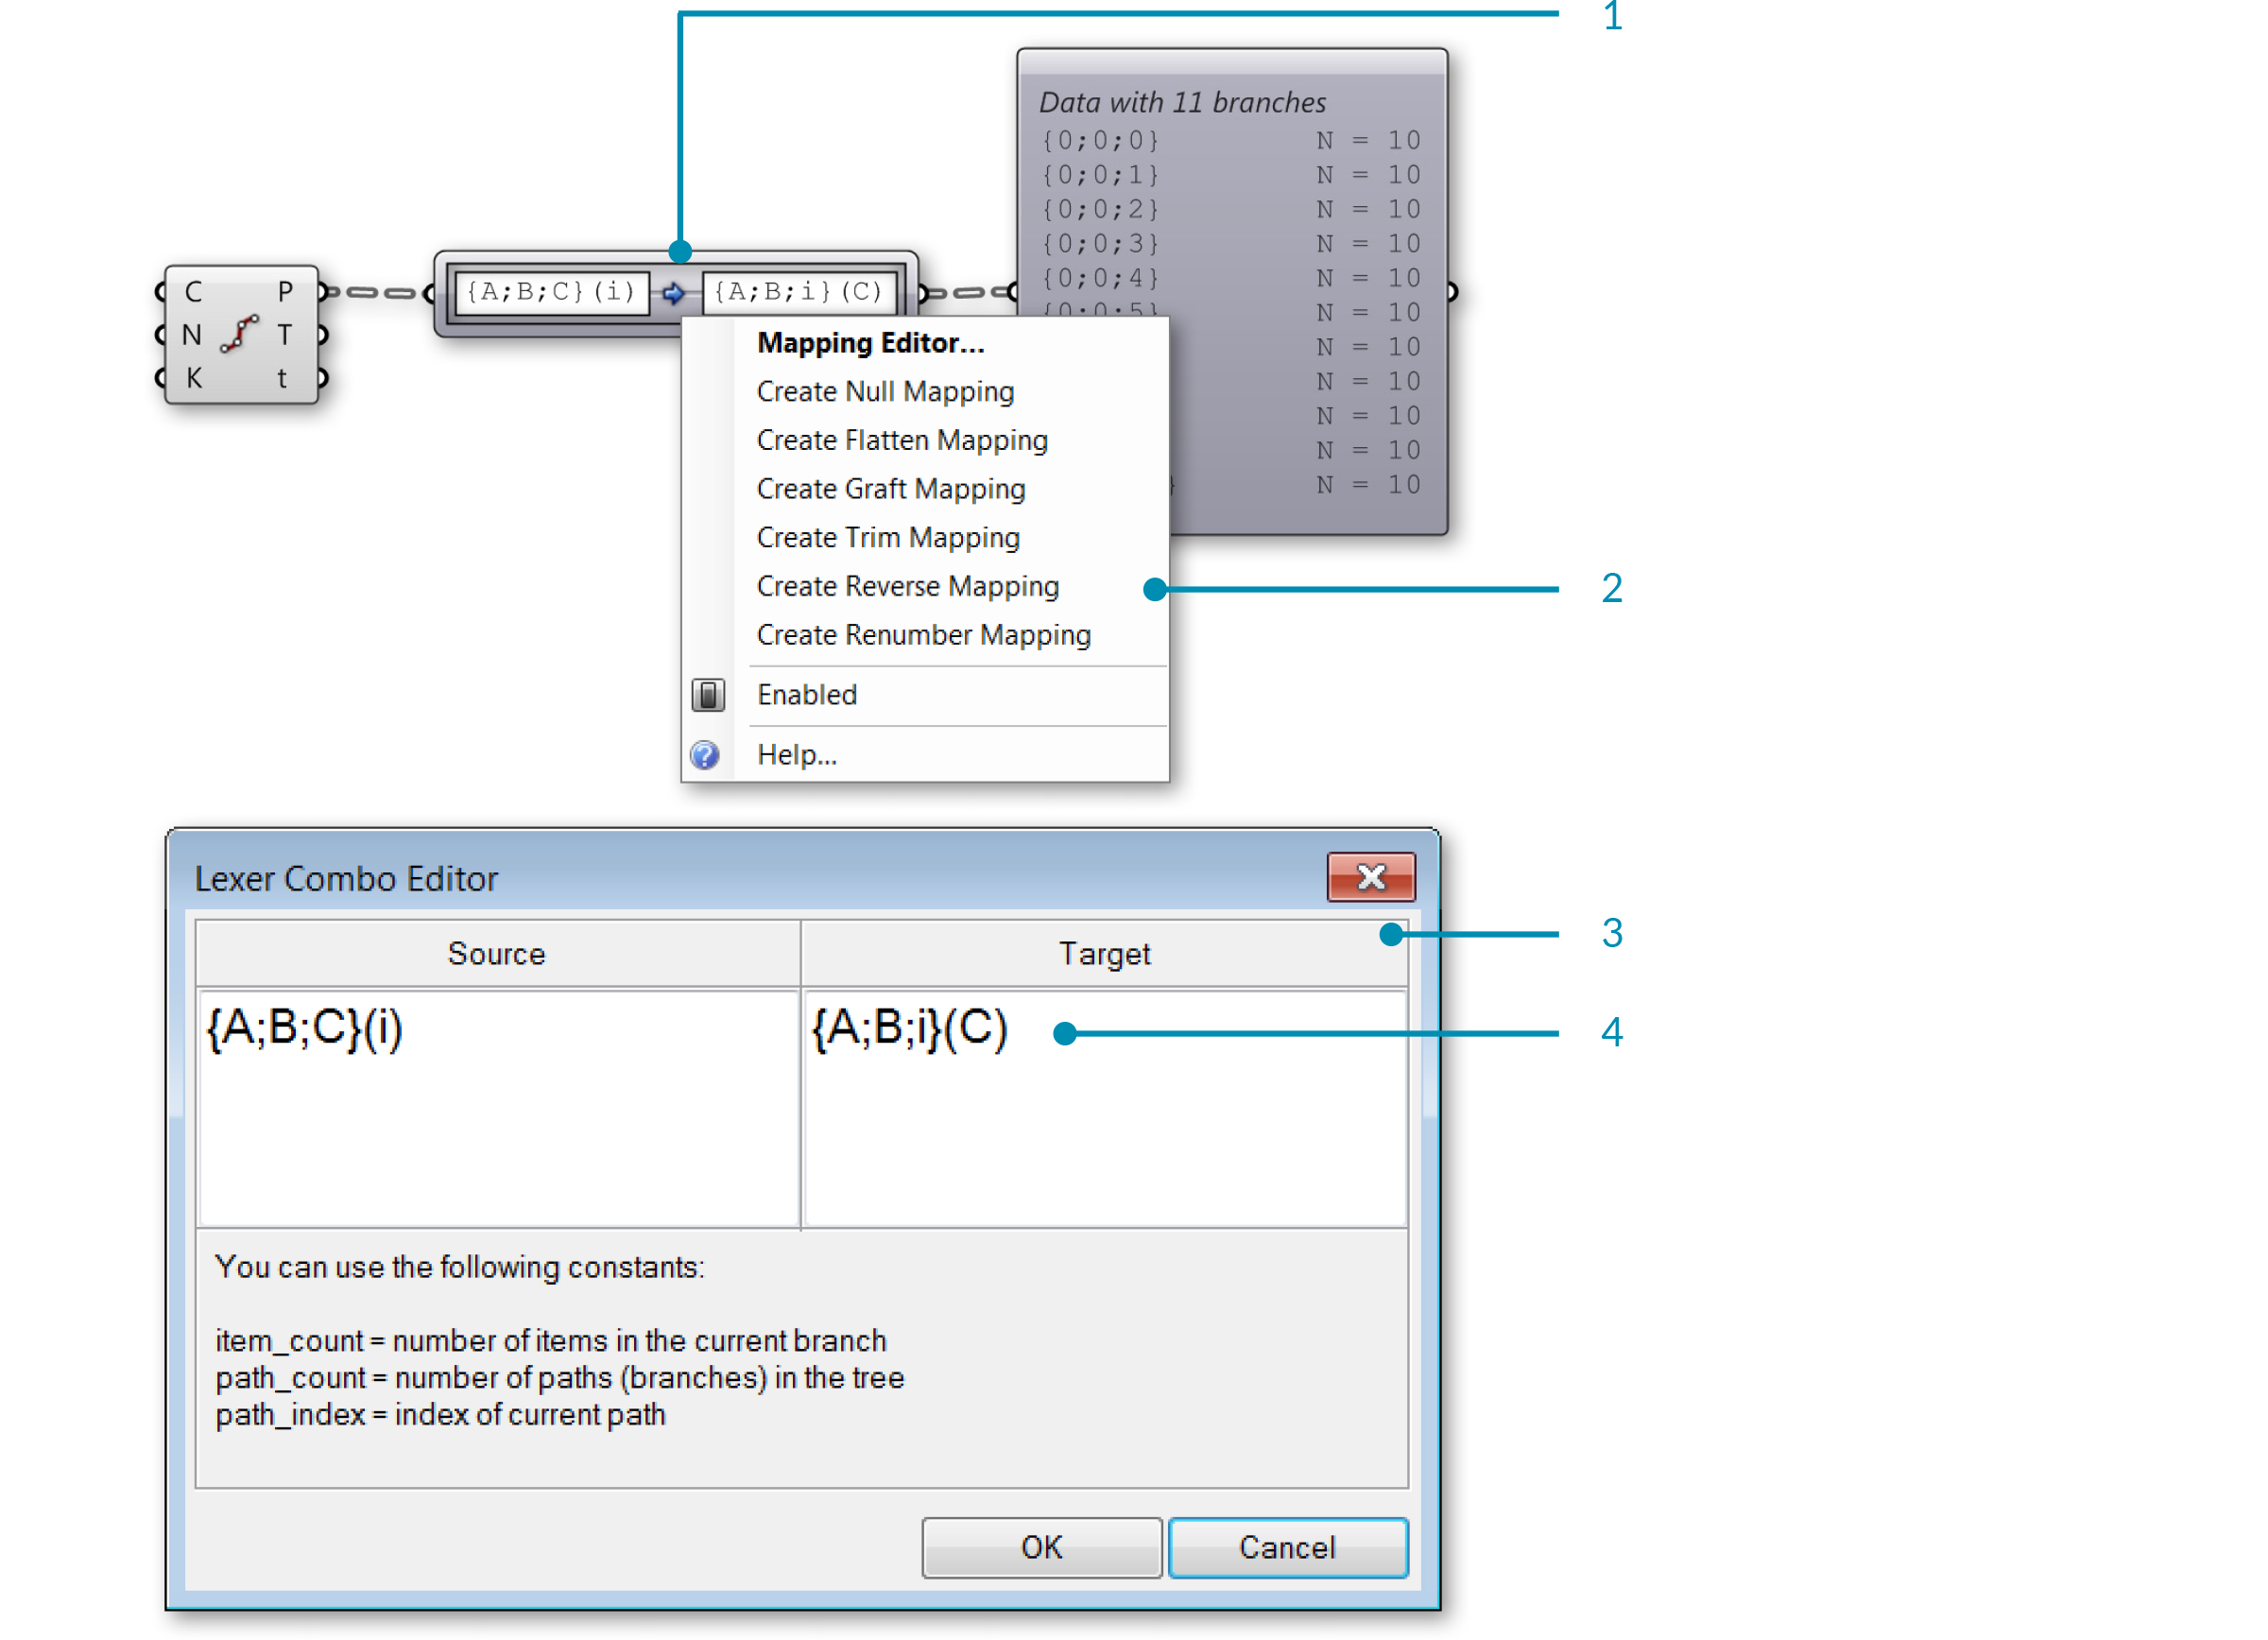 1
Data with 11 branches
{0;0;0} N = 10
{0;0;1} N = 10
{0;0;2} N = 10
{0;0;3} N = 10
{0;0;4} N = 10
{0;0;5} N = 10
N = 10
N = 10
N = 10
N = 10
} N = 10
C P
N T
K t
{A;B;C}(i) {A;B;i}(C)
Mapping Editor...
Create Null Mapping
Create Flatten Mapping
Create Graft Mapping
Create Trim Mapping
Create Reverse Mapping
Create Renumber Mapping
Enabled
Help...
2
Lexer Combo Editor
Source Target
3
{A;B;C}(i) {A;B;i}(C)
4
You can use the following constants:
item_count = number of items in the current branch
path_count = number of paths (branches) in the tree
path_index = index of current path
OK Cancel